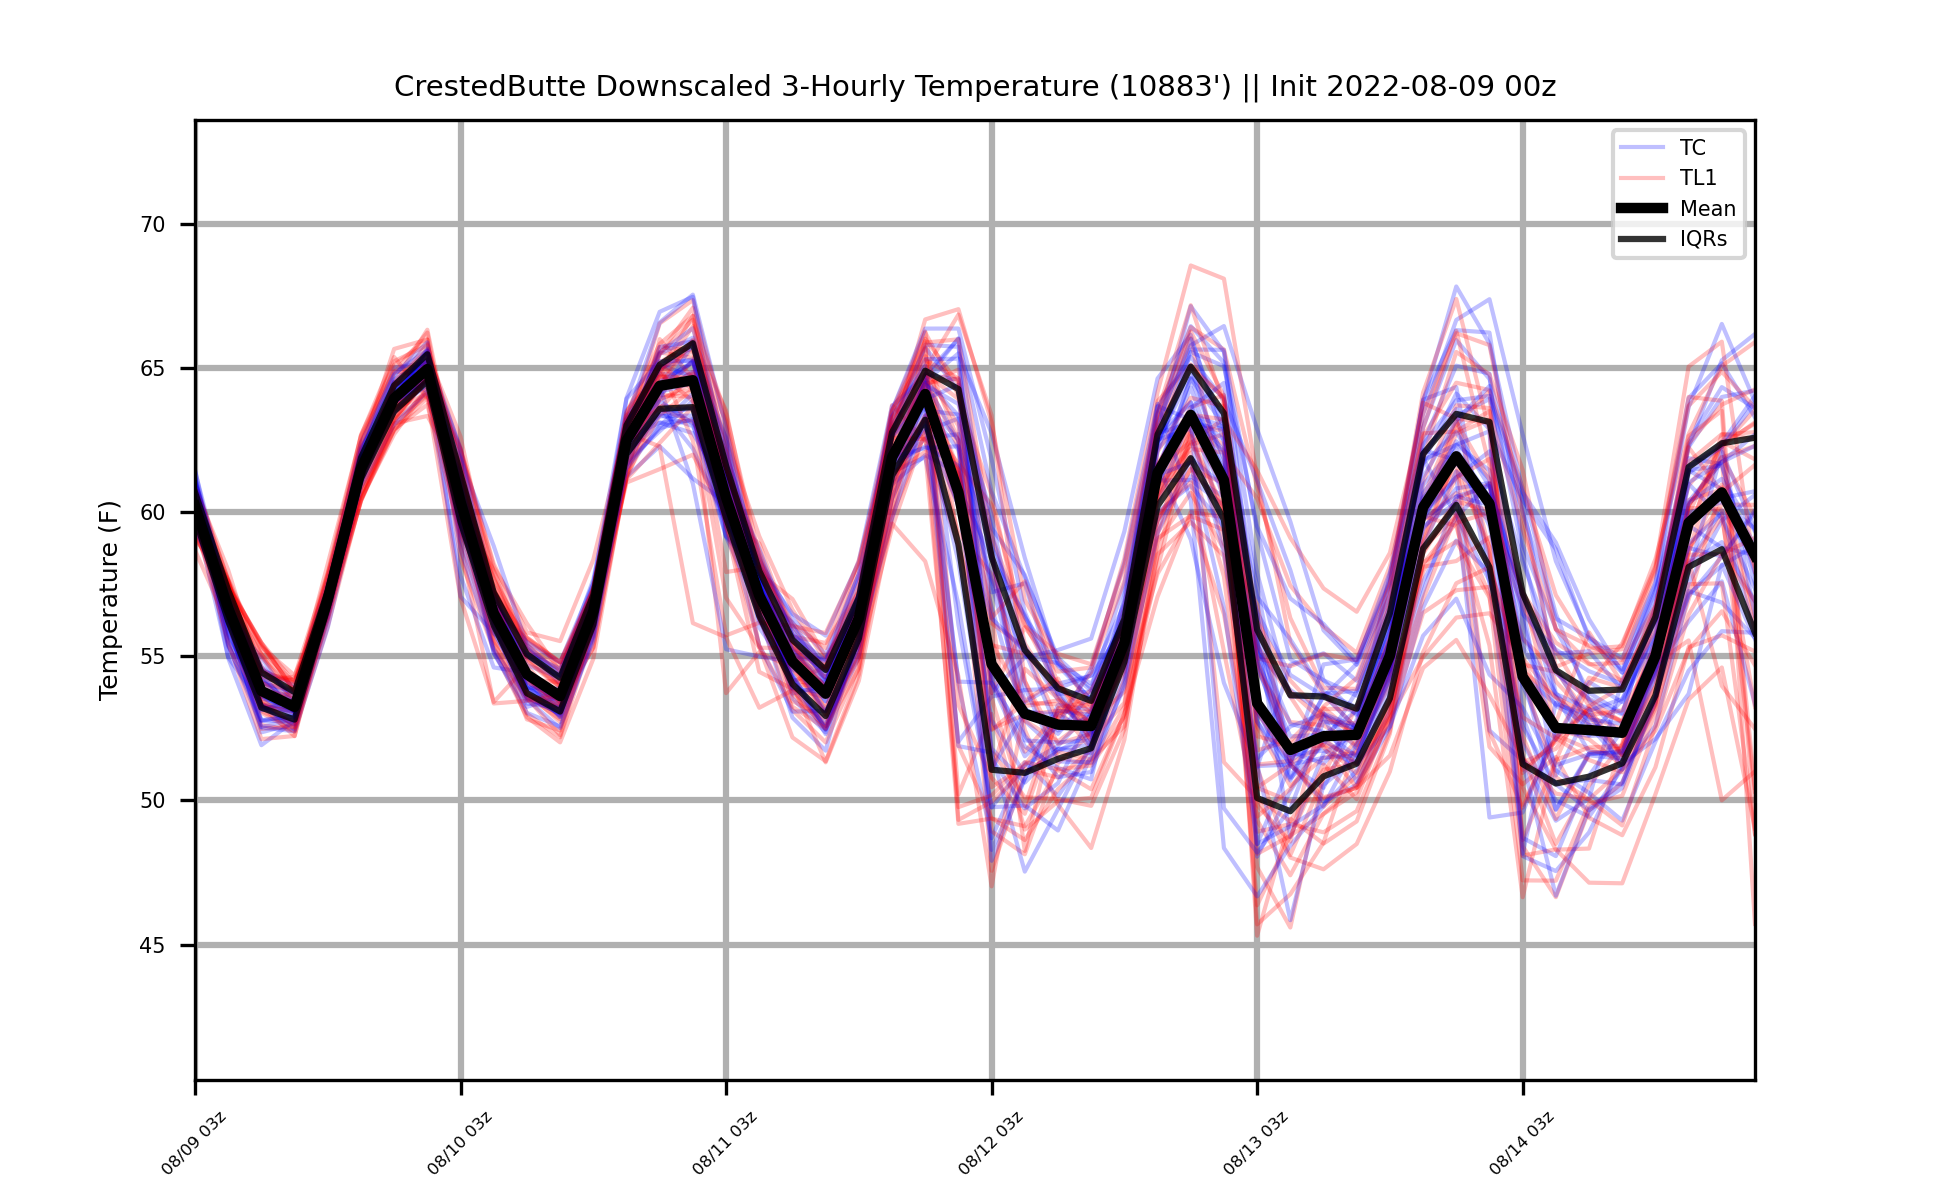 CrestedButte Downscaled 3-Hourly Temperature (10883') || Init 2022-08-09 00z
TC
TL1
Mean
IQRs
Temperature (F)
70
65
60
55
50
45
08/09 03z
08/10 03z
08/11 03z
08/12 03z
08/13 03z
08/14 03z